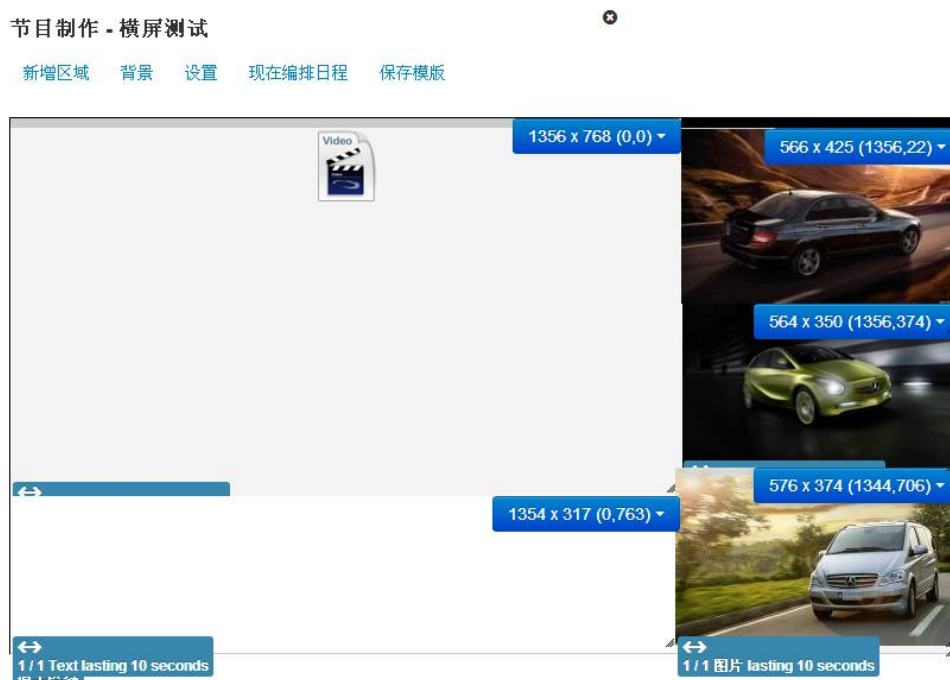 节目制作 - 横屏测试
新增区域 背景 设置 现在编排日程 保存模版
Video
1356 x 768 (0,0)
566 x 425 (1356,22)
564 x 350 (1356,374)
576 x 374 (1344,706)
1354 x 317 (0,763)
1 / 1 Text lasting 10 seconds
1 / 1 图片 lasting 10 seconds